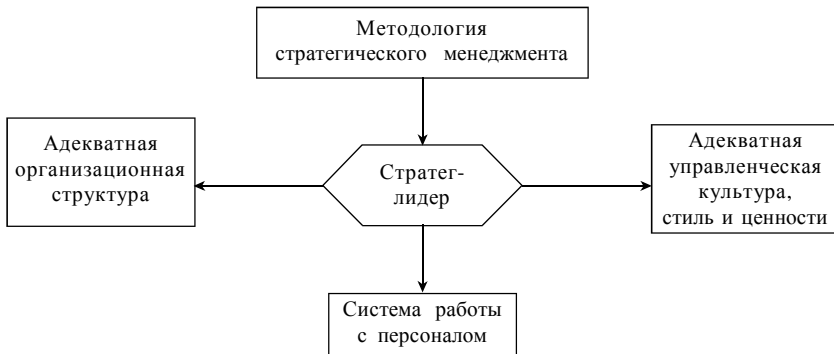 Методология
стратегического менеджмента
Адекватная
организационная
структура
Стратег-
лидер
Адекватная
управленческая
культура,
стиль и ценности
Система работы
с персоналом